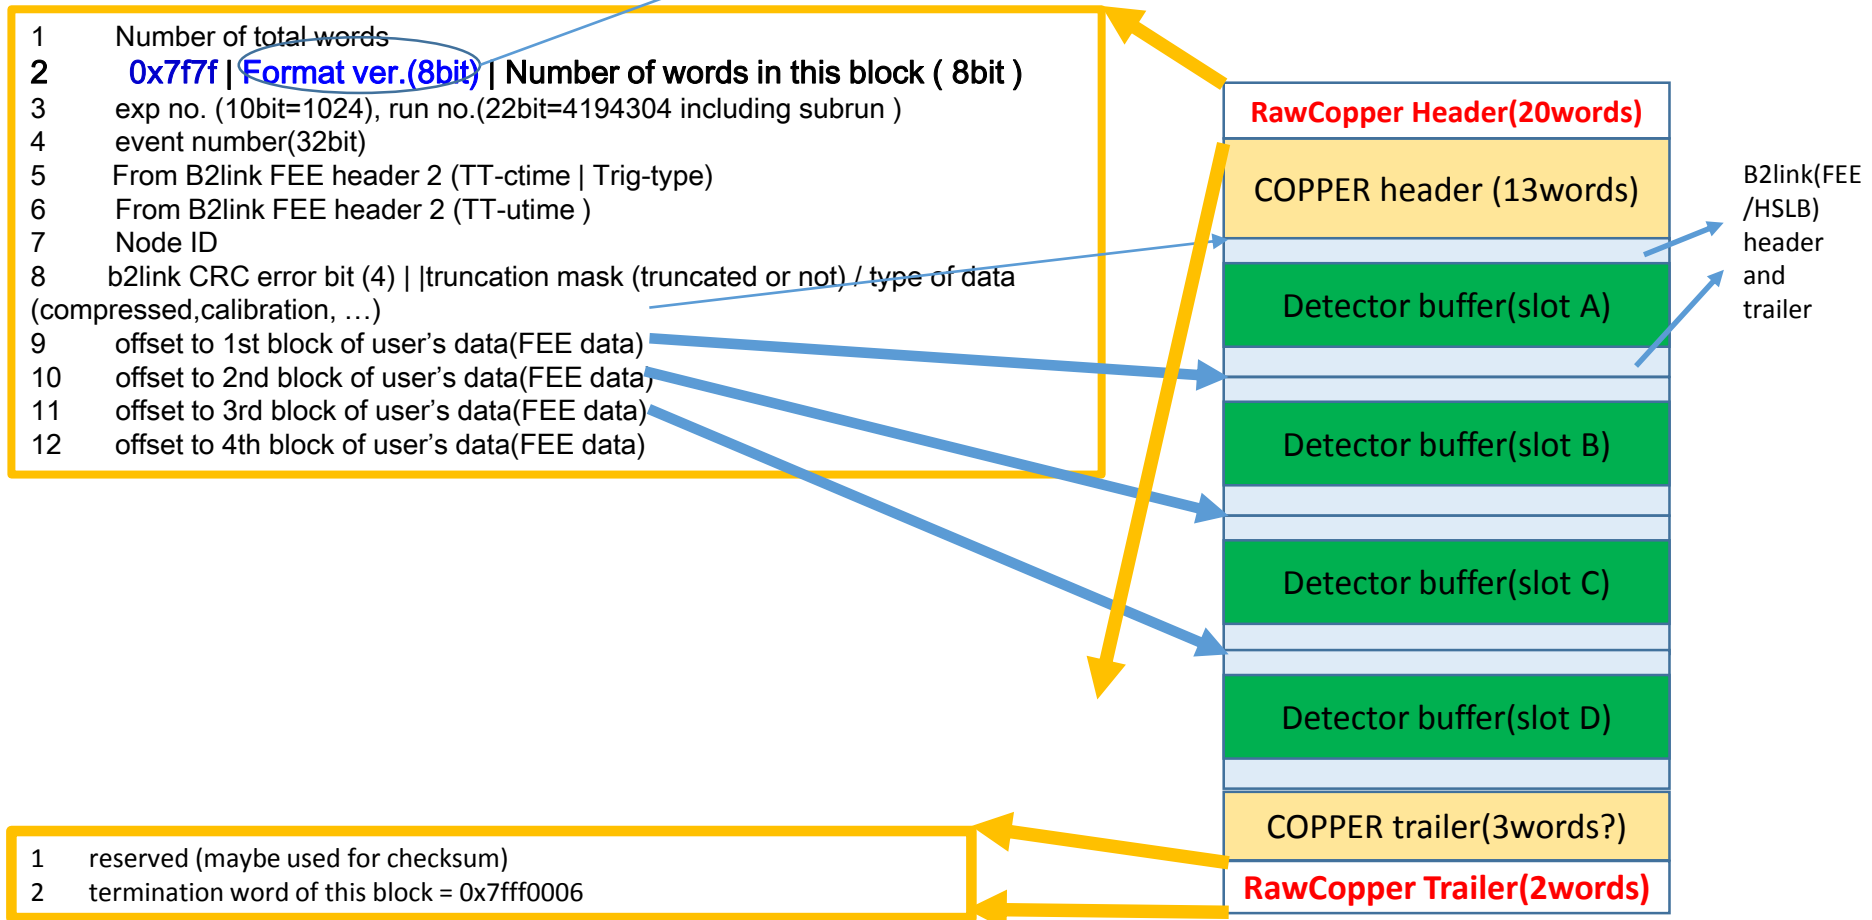 1 Number of total words
2 0x7f7f | Format ver.(8bit) | Number of words in this block ( 8bit )
3 exp no. (10bit=1024), run no.(22bit=4194304 including subrun )
4 event number(32bit)
5 From B2link FEE header 2 (TT-ctime | Trig-type)
6 From B2link FEE header 2 (TT-utime )
7 Node ID
8 b2link CRC error bit (4) | |truncation mask (truncated or not) / type of data
(compressed,calibration, …)
9 offset to 1st block of user’s data(FEE data)
10 offset to 2nd block of user’s data(FEE data)
11 offset to 3rd block of user’s data(FEE data)
12 offset to 4th block of user’s data(FEE data)
RawCopper Header(20words)
COPPER header (13words)
Detector buffer(slot A)
Detector buffer(slot B)
Detector buffer(slot C)
Detector buffer(slot D)
COPPER trailer(3words?)
RawCopper Trailer(2words)
B2link(FEE
/HSLB)
header
and
trailer
1 reserved (maybe used for checksum)
2 termination word of this block = 0x7fff0006